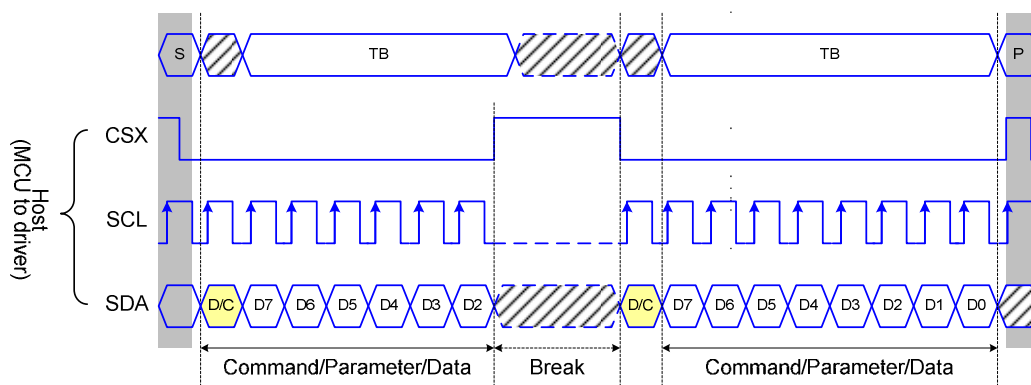 S TB TB P
CSX
Host
(MCU to driver)
SCL
SDA D/C D7 D6 D5 D4 D3 D2 D/C D7 D6 D5 D4 D3 D2 D1 D0
Command/Parameter/Data Break Command/Parameter/Data